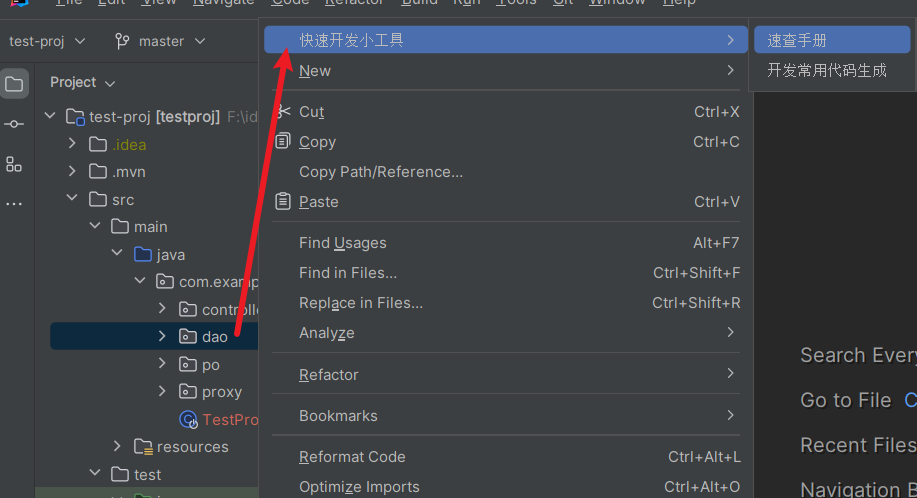 File Edit View Navigate Code Refactor Build Run Tools Git Window Help
test-proj master
快速开发小工具 速查手册
New 开发常用代码生成
Project
Cut Ctrl+X
test-proj [testproj] F:\id
Copy Ctrl+C
.idea
.mvn
Copy Path/Reference...
src
Paste Ctrl+V
main
Find Usages Alt+F7
java
Find in Files... Ctrl+Shift+F
com.examp
Replace in Files... Ctrl+Shift+R
controlle
Analyze
dao
Search Every
po
Refactor
proxy
Go to File C
Bookmarks
TestPro
Recent Files
resources
Reformat Code Ctrl+Alt+L
test
Optimize Imports Ctrl+Alt+O
Navigation B